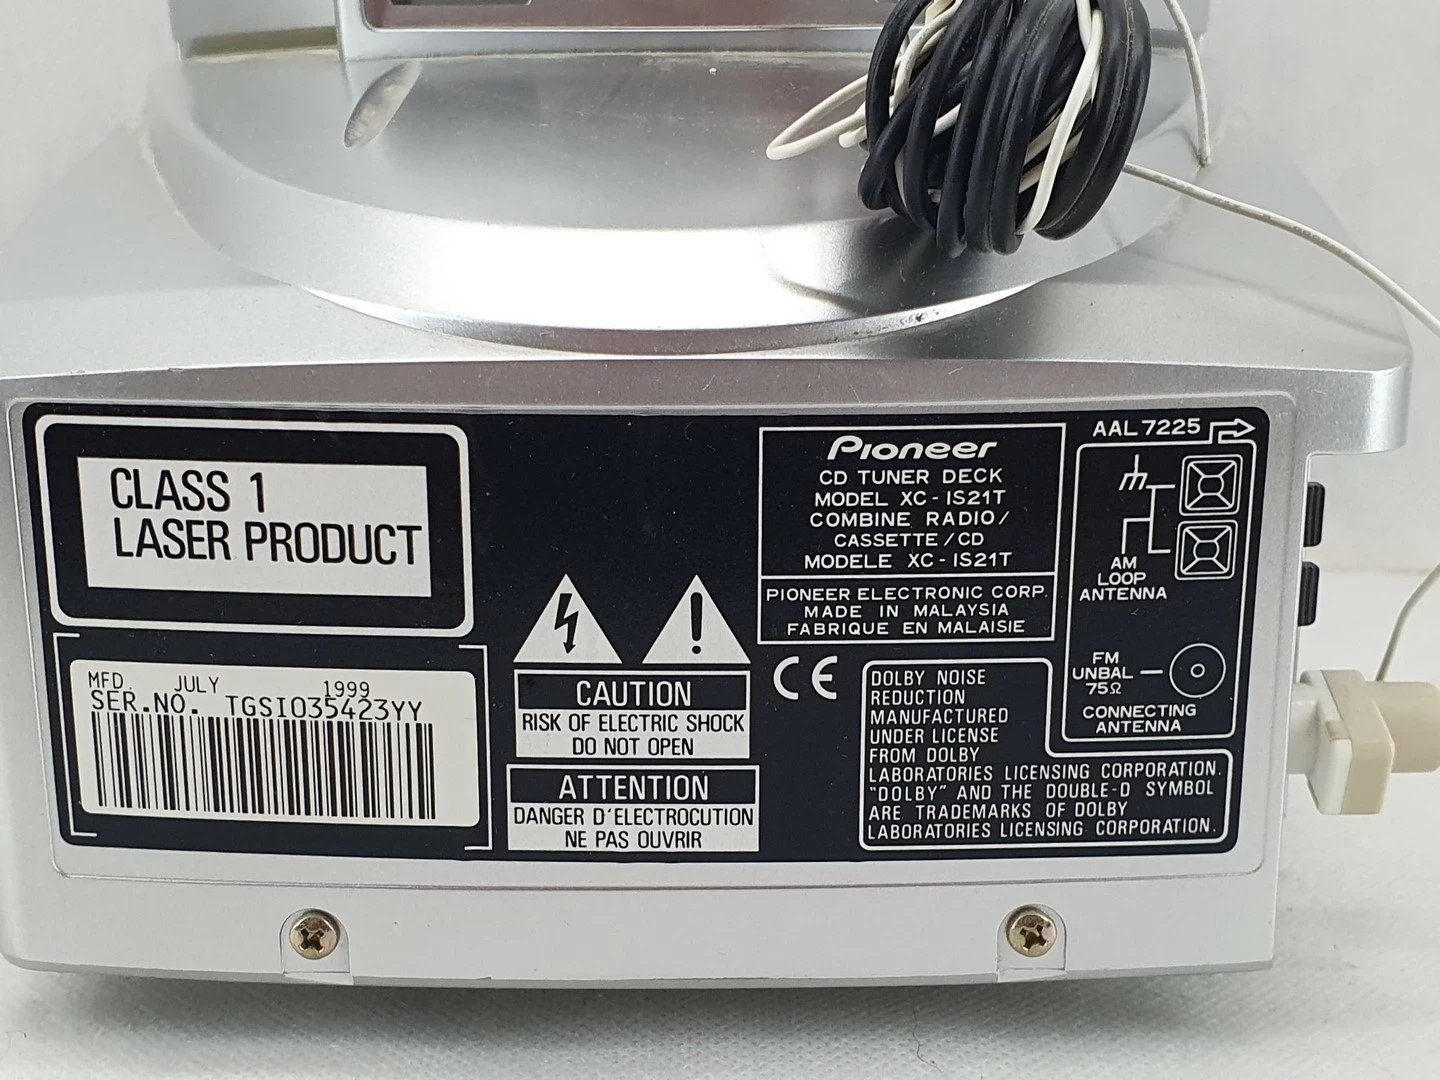 CLASS 1
LASER PRODUCT
MFD. JULY 1999
SER.NO. TGSI035423YY
CAUTION
RISK OF ELECTRIC SHOCK
DO NOT OPEN
ATTENTION
DANGER D'ELECTROCUTION
NE PAS OUVRIR
Pioneer
CD TUNER DECK
MODEL XC-IS21T
COMBINE RADIO/
CASSETTE/CD
MODELE XC-IS21T
PIONEER ELECTRONIC CORP.
MADE IN MALAYSIA
FABRIQUE EN MALAISIE
CE
DOLBY NOISE
REDUCTION
MANUFACTURED
UNDER LICENSE
FROM DOLBY
LABORATORIES LICENSING CORPORATION.
"DOLBY" AND THE DOUBLE-D SYMBOL
ARE TRADEMARKS OF DOLBY
LABORATORIES LICENSING CORPORATION.
AAL7225
AM
LOOP
ANTENNA
FM
UNBAL
75Ω
CONNECTING
ANTENNA